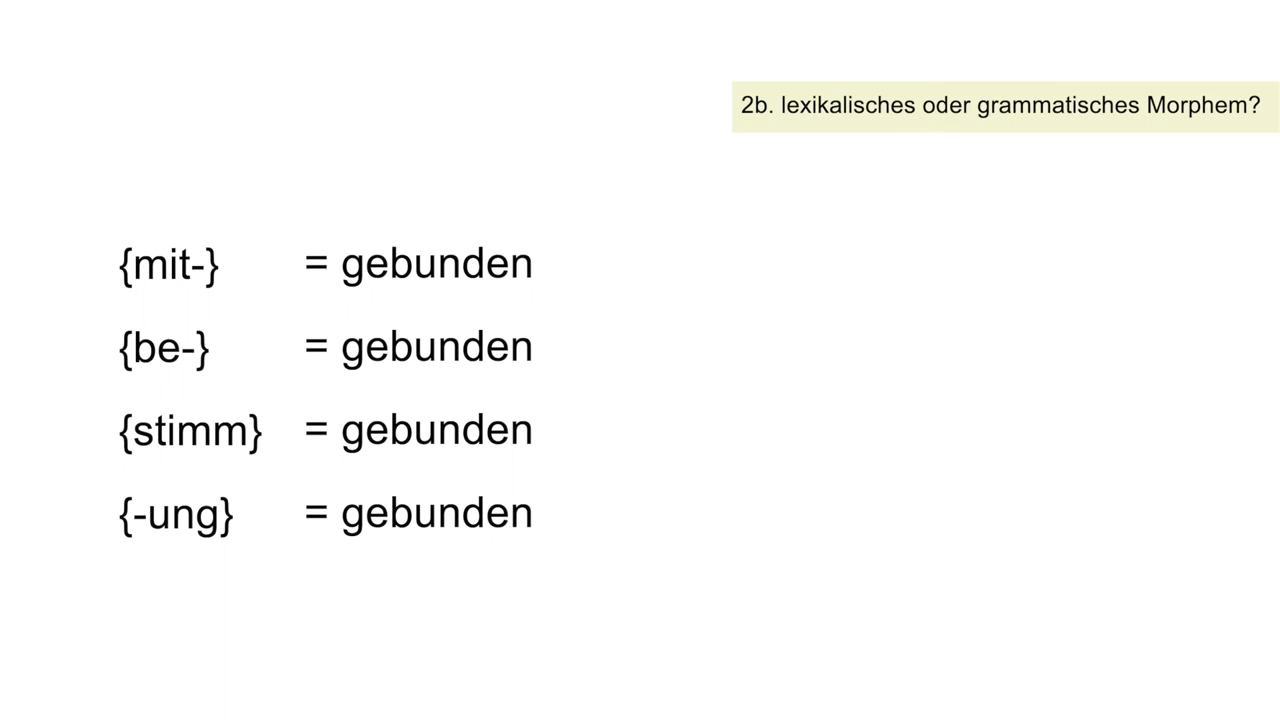 2b. lexikalisches oder grammatisches Morphem?
{mit-} = gebunden
{be-} = gebunden
{stimm} = gebunden
{-ung} = gebunden